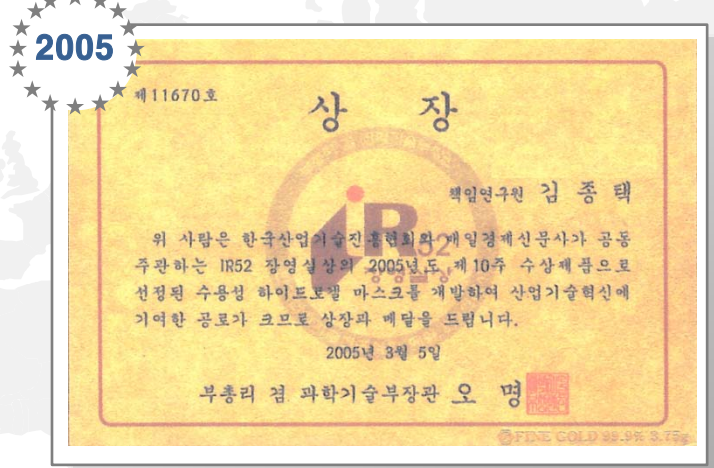 2005
제11670호
상 장
책임연구원 김 종 택
위 사람은 한국산업기술진흥협회와 매일경제신문사가 공동
주관하는 IR52 장영실상의 2005년도 제10주 수상제품으로
선정된 수용성 하이드로겔 마스크를 개발하여 산업기술혁신에
기여한 공로가 크므로 상장과 메달을 드립니다.
2005년 3월 5일
부총리 겸 과학기술부장관 오 명
FINE GOLD 99.9% 3.75g
IR52
장영실상